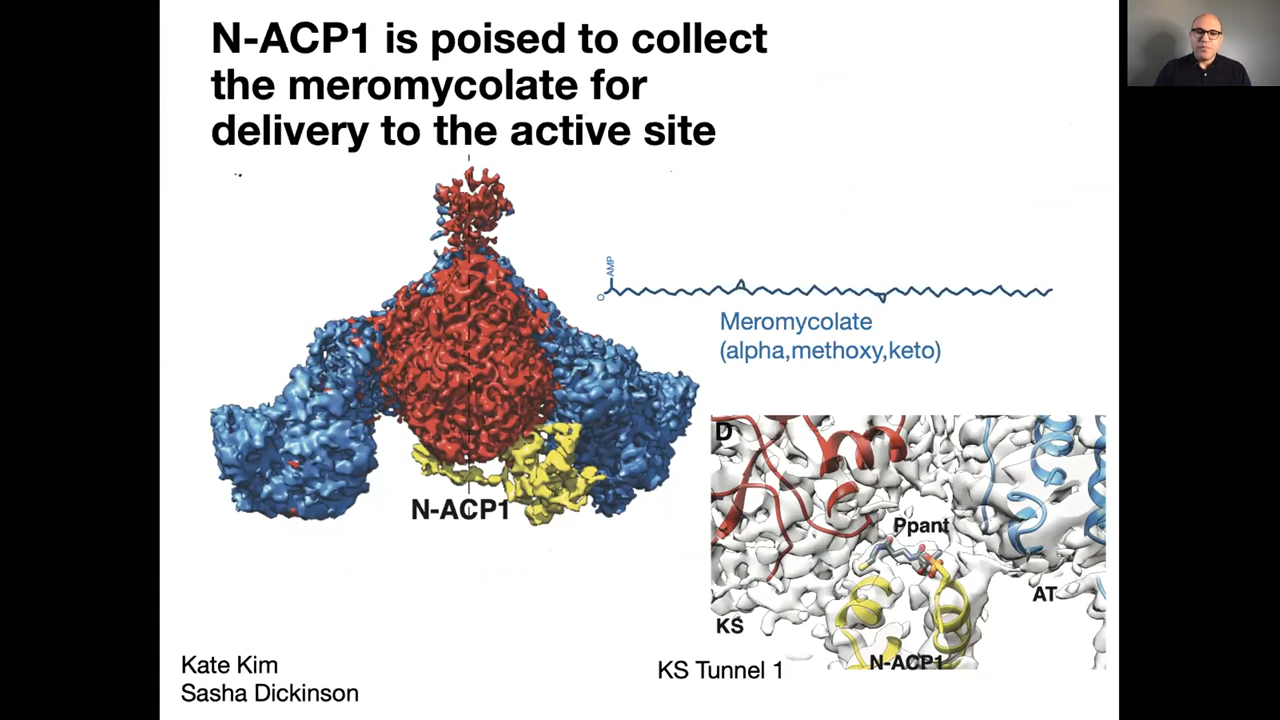 N-ACP1 is poised to collect
the meromycolate for
delivery to the active site
AMP
O
Meromycolate
(alpha,methoxy,keto)
N-ACP1
D
Ppant
AT
KS
N-ACP1
KS Tunnel 1
Kate Kim
Sasha Dickinson